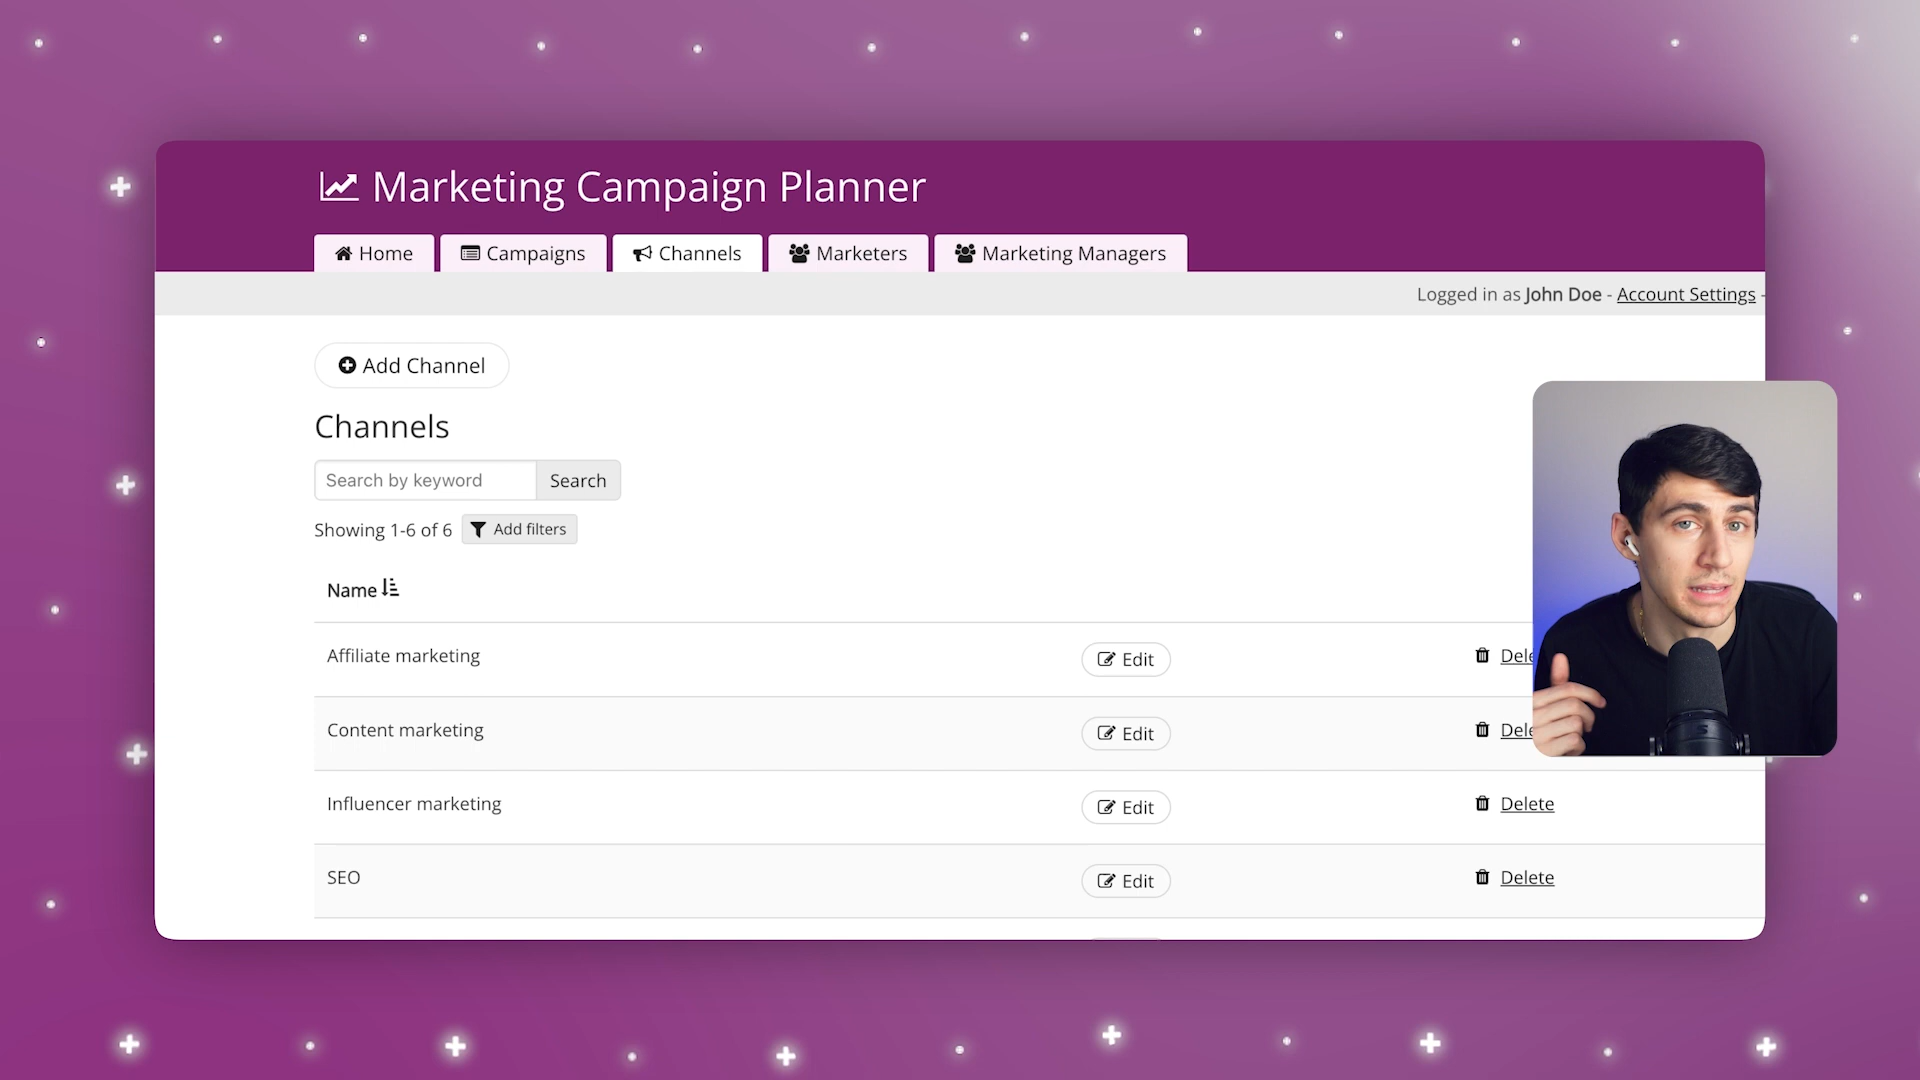 Marketing Campaign Planner
Home Campaigns Channels Marketers Marketing Managers
Logged in as John Doe - Account Settings -
Add Channel
Channels
Search by keyword Search
Showing 1-6 of 6 Add filters
Name
Affiliate marketing Edit Dele
Content marketing Edit Dele
Influencer marketing Edit Delete
SEO Edit Delete